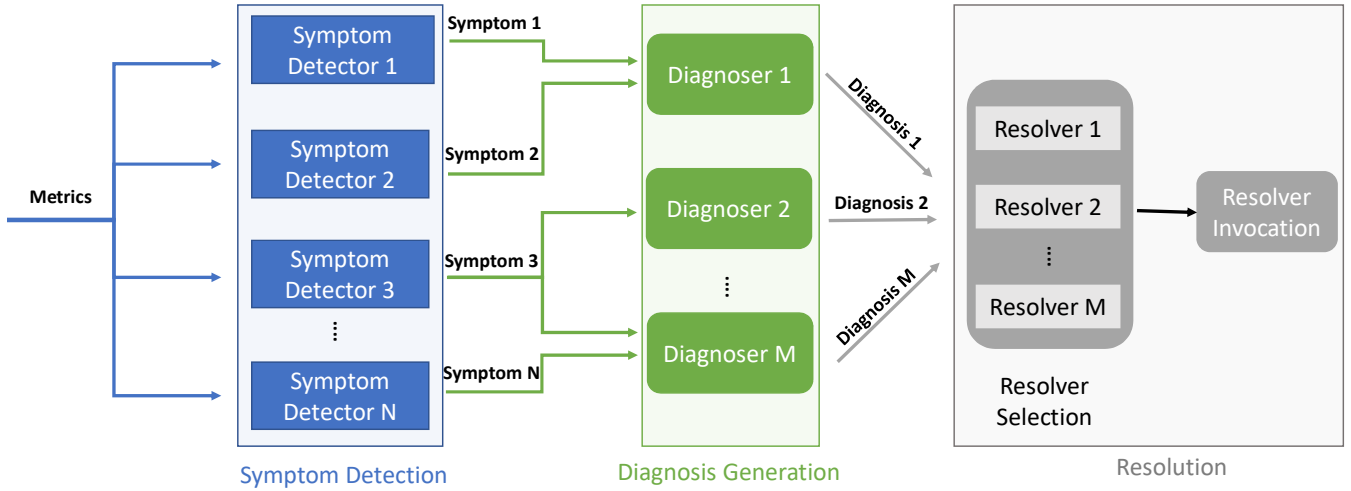 Metrics
Symptom
Detector 1
Symptom
Detector 2
Symptom
Detector 3
Symptom
Detector N
Symptom Detection
Symptom 1
Symptom 2
Symptom 3
Symptom N
Diagnoser 1
Diagnoser 2
Diagnoser M
Diagnosis Generation
Diagnosis 1
Diagnosis 2
Diagnosis M
Resolver 1
Resolver 2
Resolver M
Resolver
Selection
Resolver
Invocation
Resolution